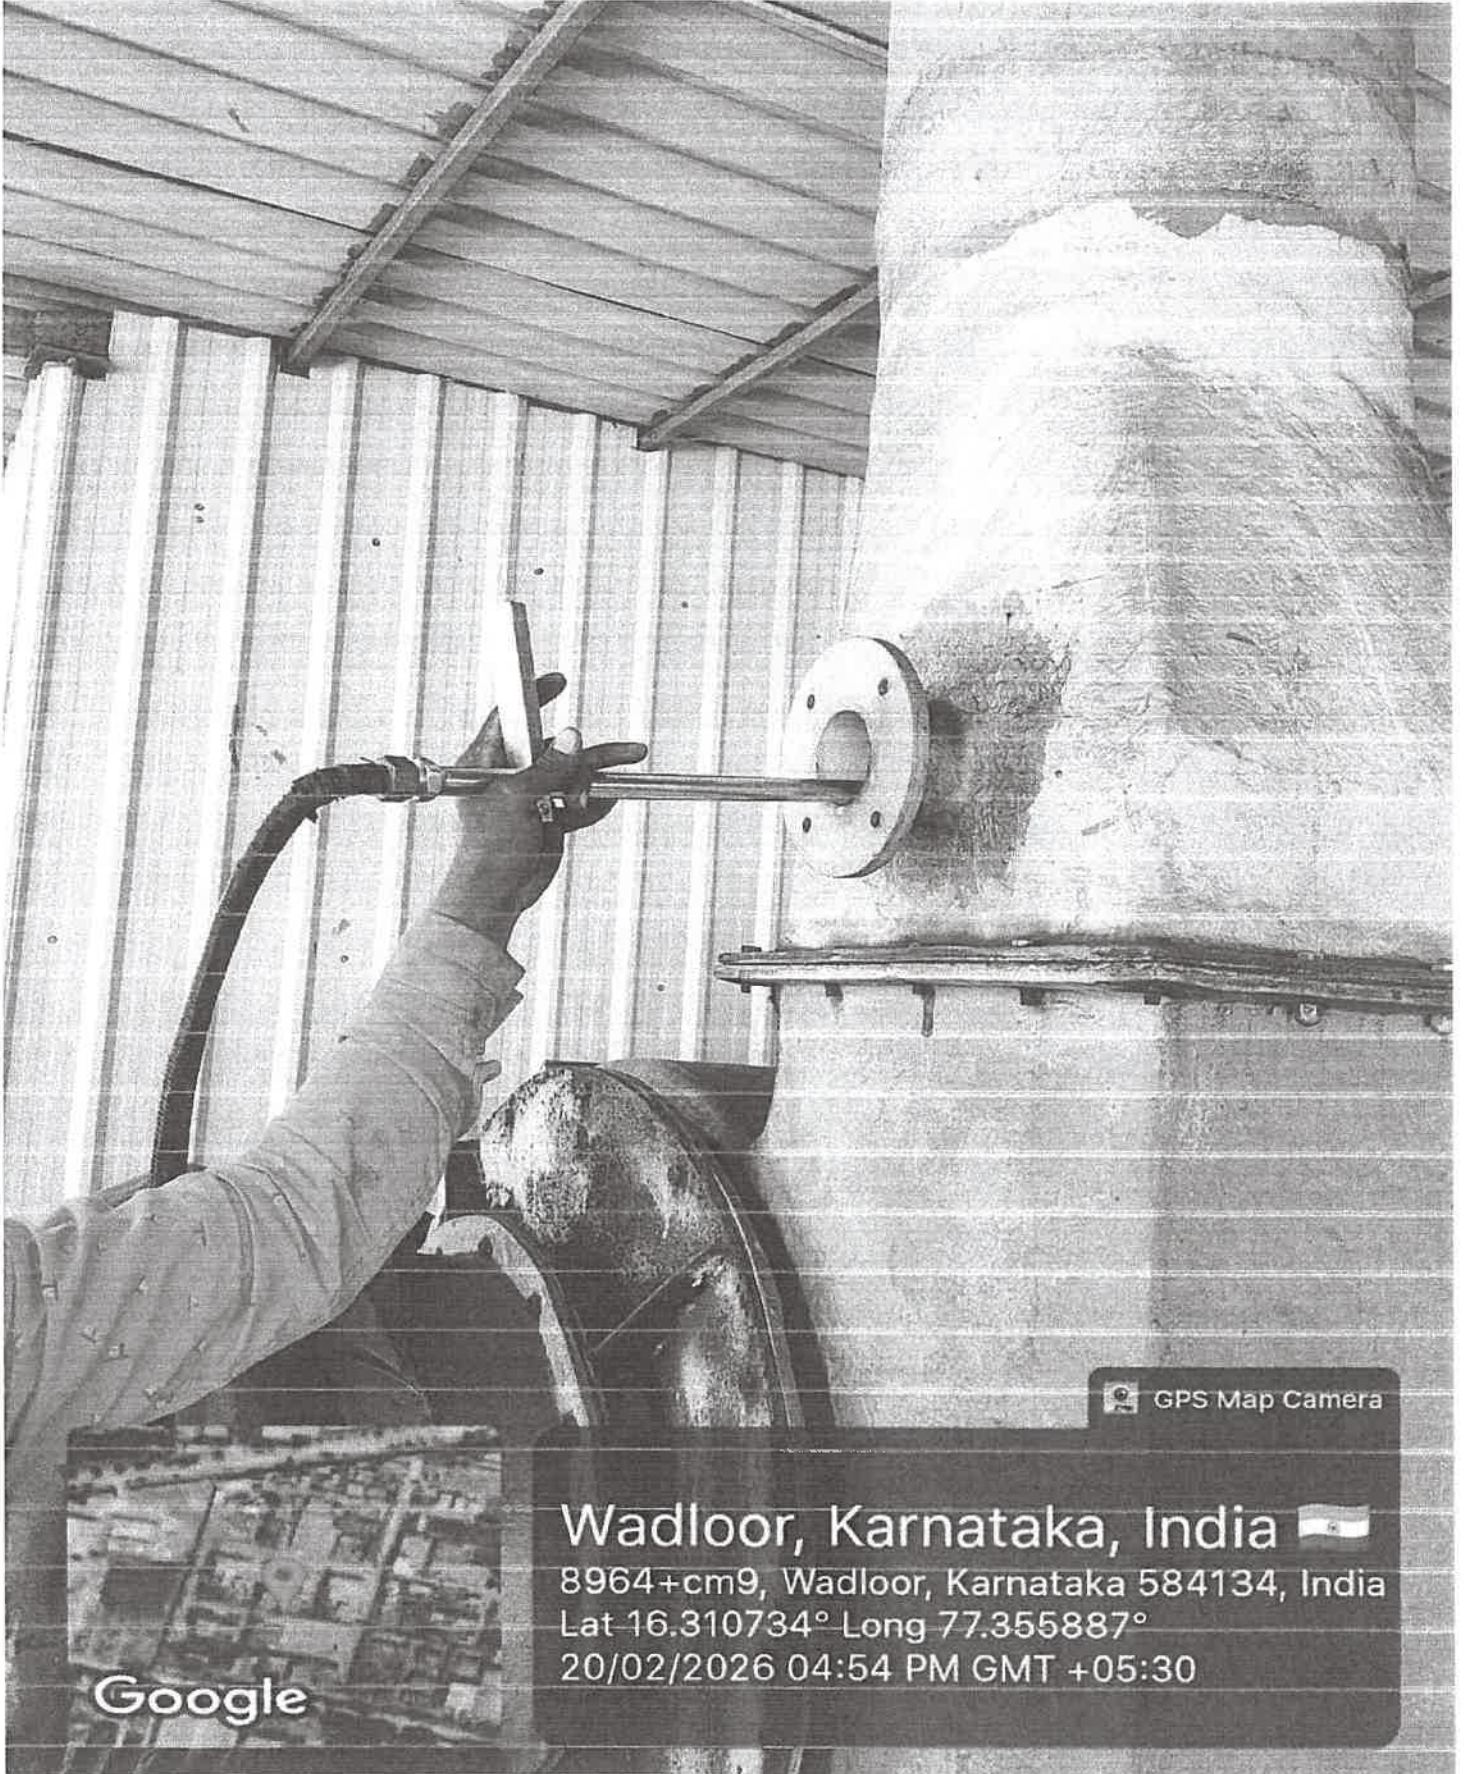 GPS Map Camera
Wadloor, Karnataka, India
8964+cm9, Wadloor, Karnataka 584134, India
Lat 16.310734° Long 77.355887°
20/02/2026 04:54 PM GMT +05:30
Google